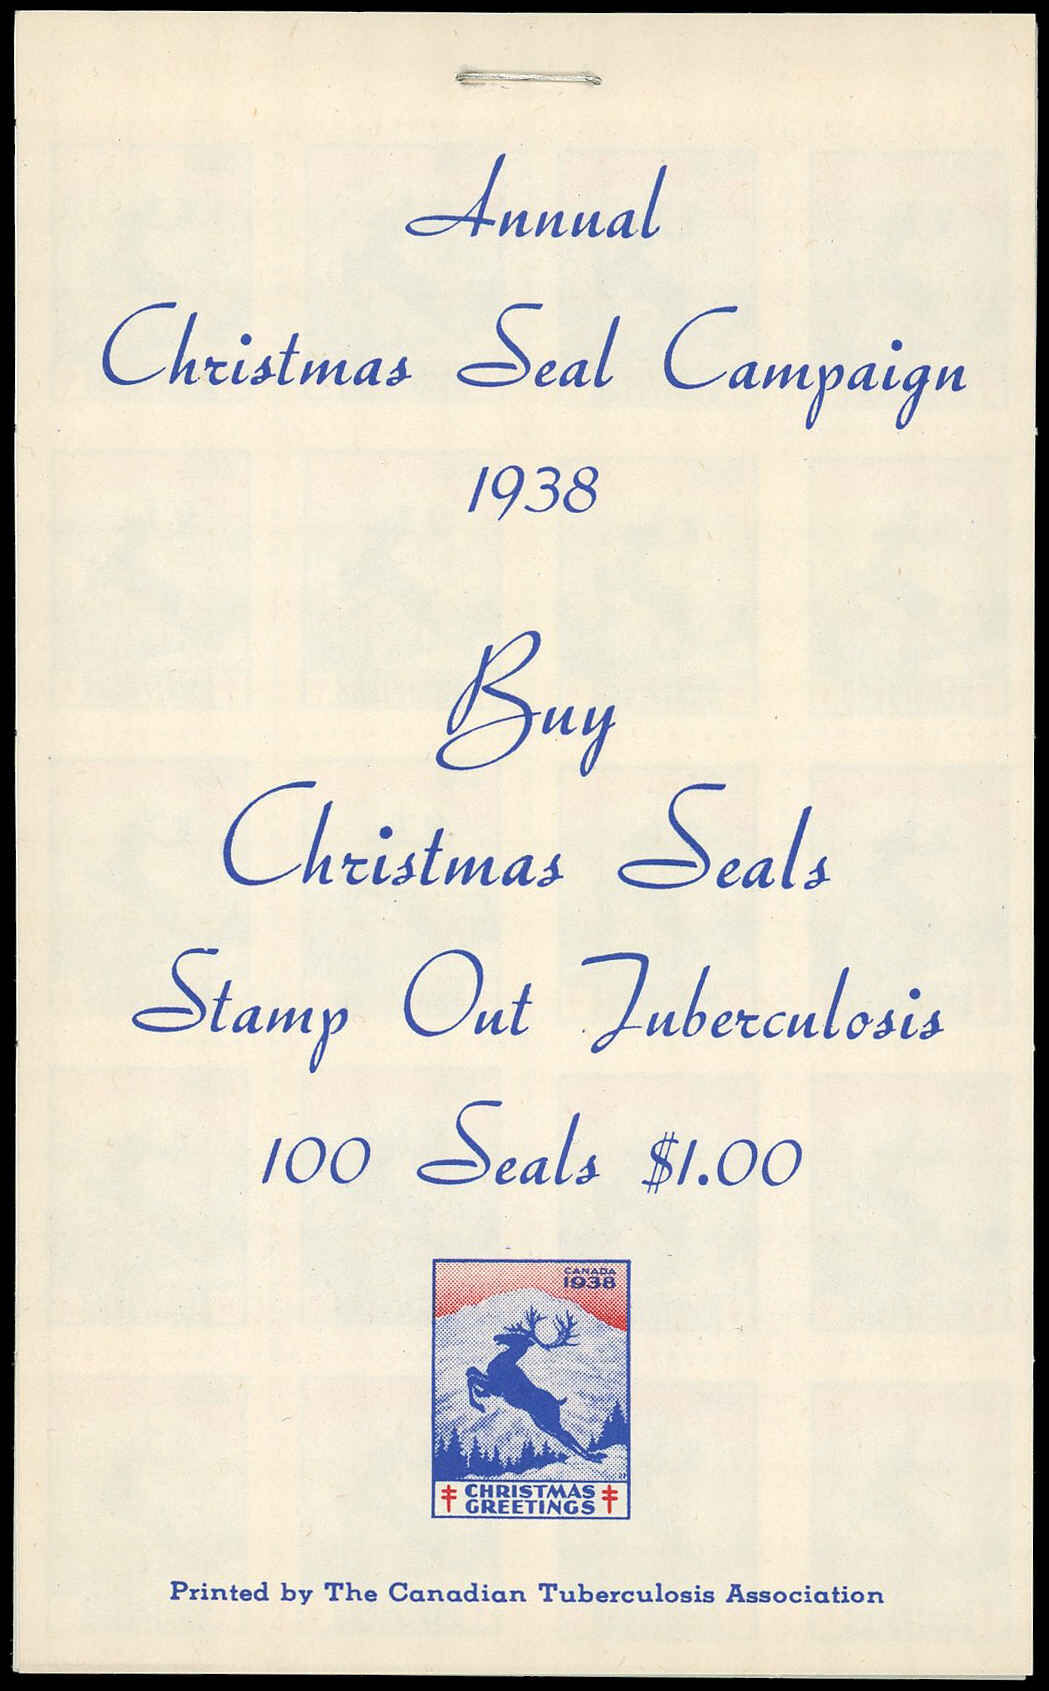 Annual
Christmas Seal Campaign
1938
Buy
Christmas Seals
Stamp Out Tuberculosis
100 Seals $1.00
CANADA
1938
CHRISTMAS
GREETINGS
Printed by The Canadian Tuberculosis Association